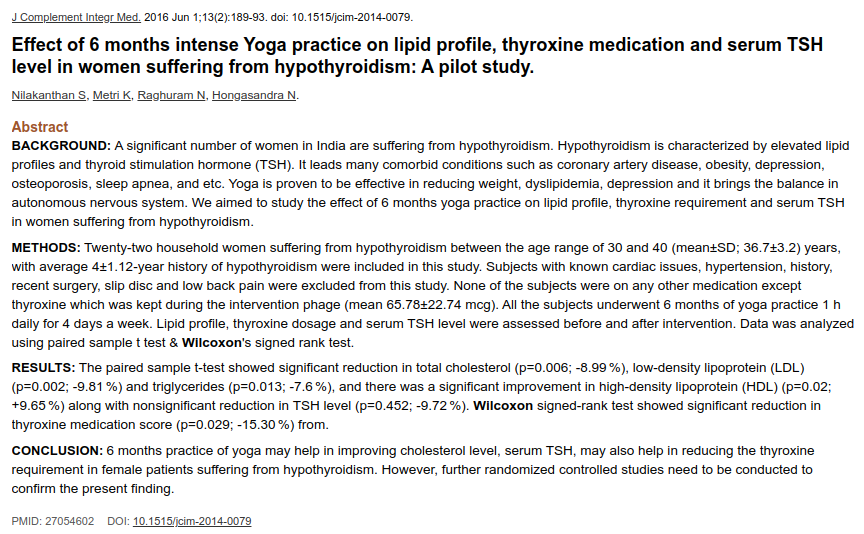 J Complement Integr Med. 2016 Jun 1;13(2):189-93. doi: 10.1515/jcim-2014-0079.
Effect of 6 months intense Yoga practice on lipid profile, thyroxine medication and serum TSH
level in women suffering from hypothyroidism: A pilot study.
Nilakanthan S, Metri K, Raghuram N, Hongasandra N.
Abstract
BACKGROUND: A significant number of women in India are suffering from hypothyroidism. Hypothyroidism is characterized by elevated lipid
profiles and thyroid stimulation hormone (TSH). It leads many comorbid conditions such as coronary artery disease, obesity, depression,
osteoporosis, sleep apnea, and etc. Yoga is proven to be effective in reducing weight, dyslipidemia, depression and it brings the balance in
autonomous nervous system. We aimed to study the effect of 6 months yoga practice on lipid profile, thyroxine requirement and serum TSH
in women suffering from hypothyroidism.
METHODS: Twenty-two household women suffering from hypothyroidism between the age range of 30 and 40 (mean±SD; 36.7±3.2) years,
with average 4±1.12-year history of hypothyroidism were included in this study. Subjects with known cardiac issues, hypertension, history,
recent surgery, slip disc and low back pain were excluded from this study. None of the subjects were on any other medication except
thyroxine which was kept during the intervention phage (mean 65.78±22.74 mcg). All the subjects underwent 6 months of yoga practice 1 h
daily for 4 days a week. Lipid profile, thyroxine dosage and serum TSH level were assessed before and after intervention. Data was analyzed
using paired sample t test & Wilcoxon's signed rank test.
RESULTS: The paired sample t-test showed significant reduction in total cholesterol (p=0.006; -8.99 %), low-density lipoprotein (LDL)
(p=0.002; -9.81 %) and triglycerides (p=0.013; -7.6 %), and there was a significant improvement in high-density lipoprotein (HDL) (p=0.02;
+9.65 %) along with nonsignificant reduction in TSH level (p=0.452; -9.72 %). Wilcoxon signed-rank test showed significant reduction in
thyroxine medication score (p=0.029; -15.30 %) from.
CONCLUSION: 6 months practice of yoga may help in improving cholesterol level, serum TSH, may also help in reducing the thyroxine
requirement in female patients suffering from hypothyroidism. However, further randomized controlled studies need to be conducted to
confirm the present finding.
PMID: 27054602 DOI: 10.1515/jcim-2014-0079